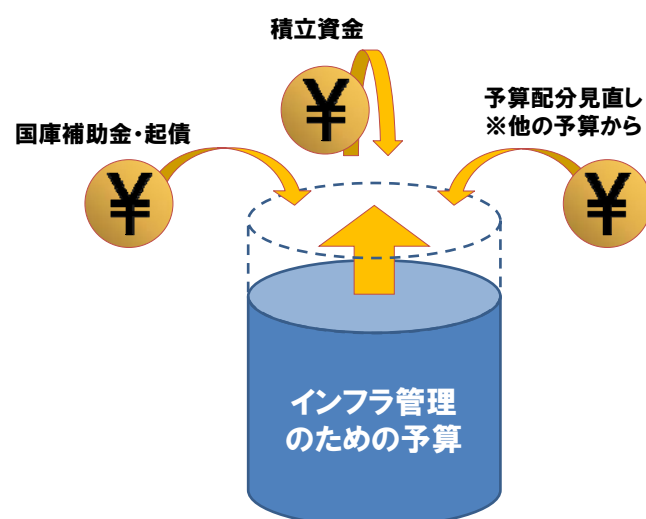 積立資金
国庫補助金・起債
予算配分見直し
※他の予算から
¥
¥
¥
インフラ管理
のための予算